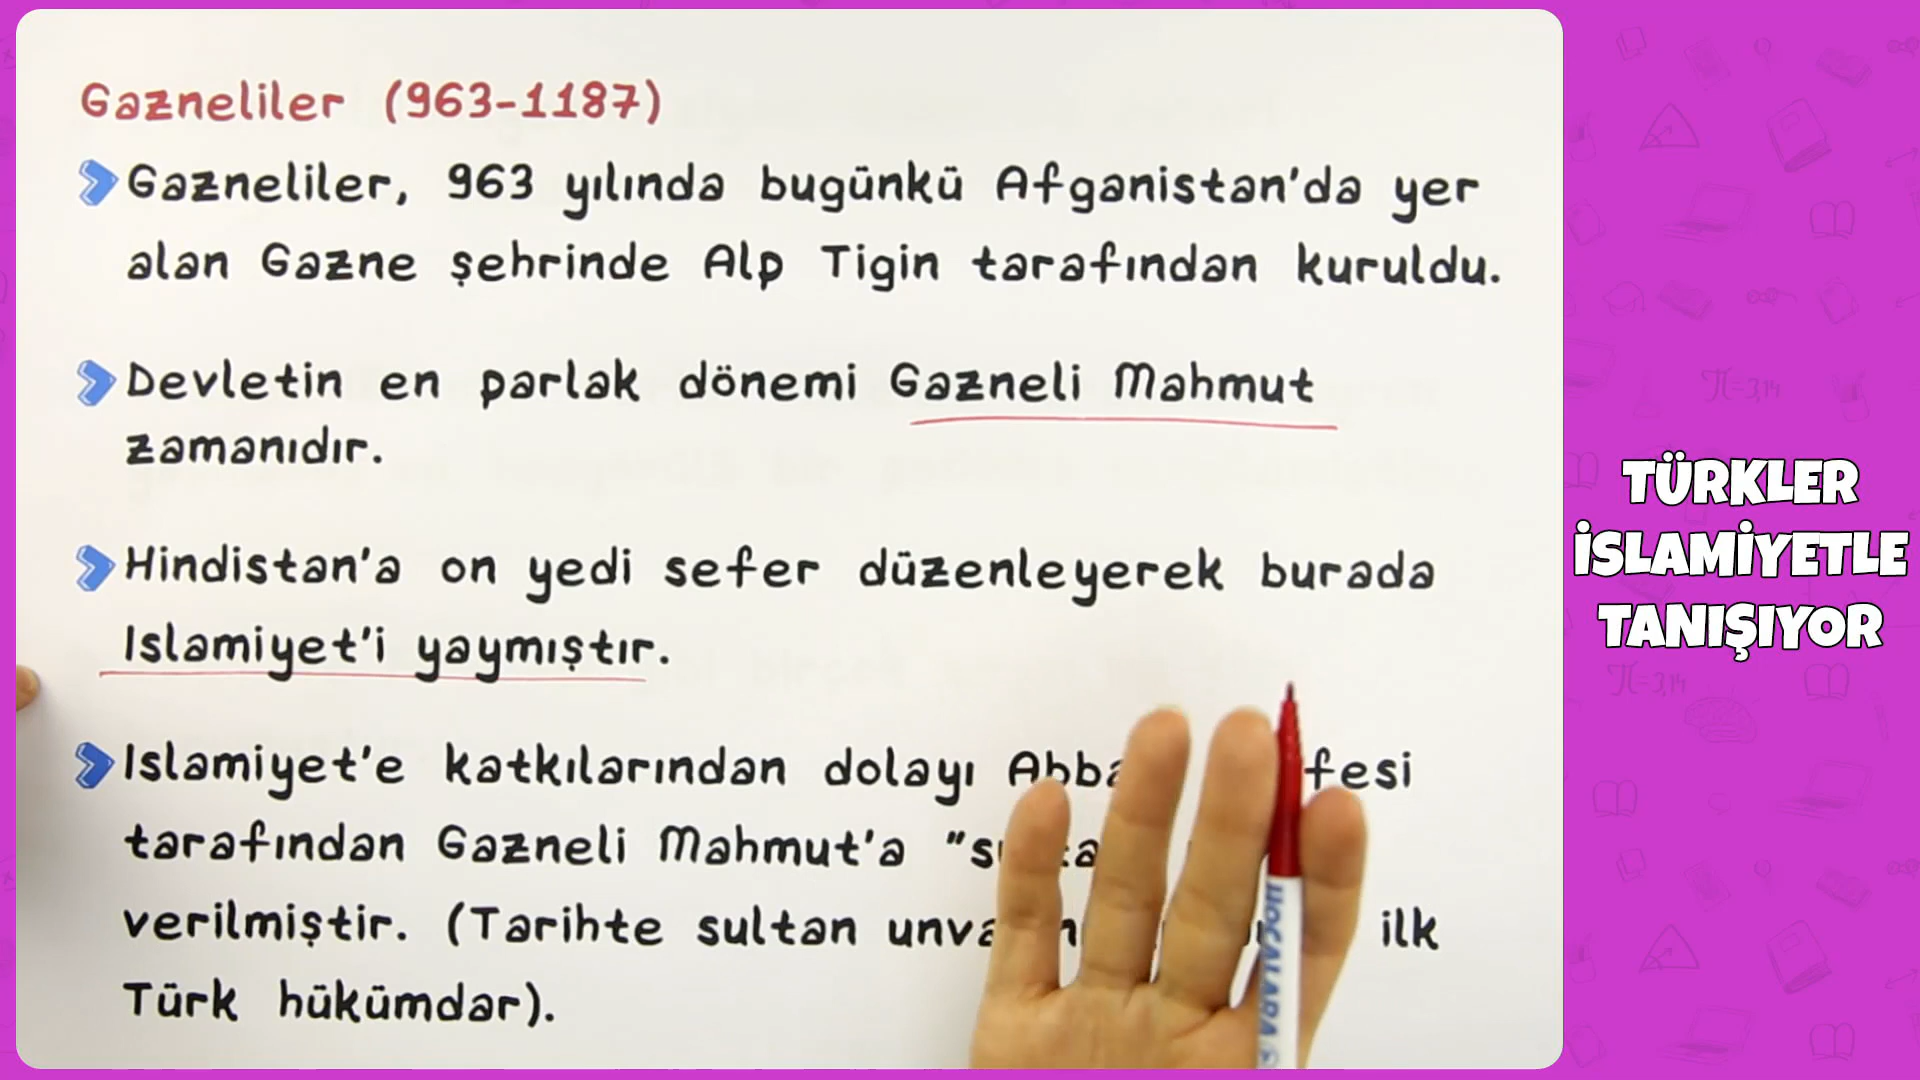 Gazneliler (963-1187)
Gazneliler, 963 yılında bugünkü Afganistan'da yer
alan Gazne şehrinde Alp Tigin tarafından kuruldu.
Devletin en parlak dönemi Gazneli Mahmut
zamanıdır.
Hindistan'a on yedi sefer düzenleyerek burada
Islamiyet'i yaymıştır.
Islamiyet'e katkılarından dolayı
tarafından Gazneli Mahmut'a
verilmiştir. (Tarihte sultan ilk
Türk hükümdar).
TÜRKLER
İSLAMİYETLE
TANIŞIYOR